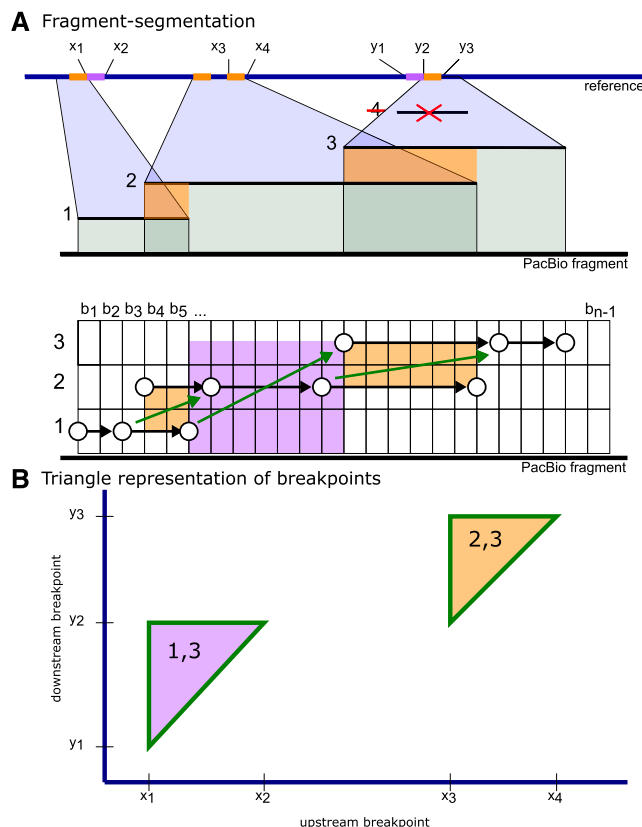 A Fragment-segmentation
x1 x2 x3 x4 y1 y2 y3
reference
4
3
2
1
PacBio fragment
b1 b2 b3 b4 b5 ... bn-1
3
2
1
PacBio fragment
B Triangle representation of breakpoints
y3
2,3
y2
1,3
y1
downstream breakpoint
x1 x2 x3 x4
upstream breakpoint